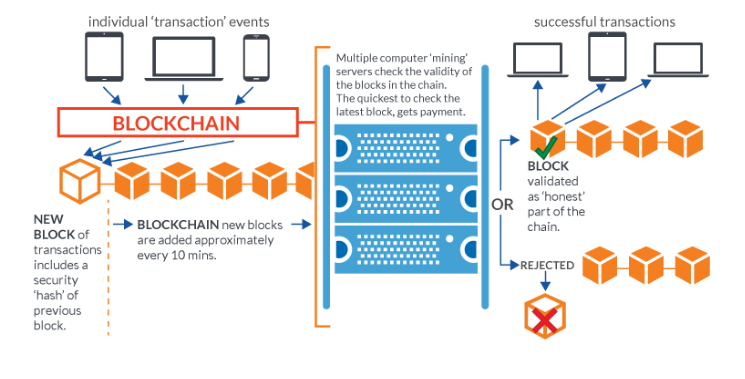 individual ‘transaction’ events
BLOCKCHAIN
NEW
BLOCK of
transactions
includes a
security
‘hash’ of
previous
block.
BLOCKCHAIN new blocks
are added approximately
every 10 mins.
Multiple computer ‘mining’
servers check the validity of
the blocks in the chain.
The quickest to check the
latest block, gets payment.
OR
successful transactions
BLOCK
validated
as ‘honest’
part of the
chain.
REJECTED